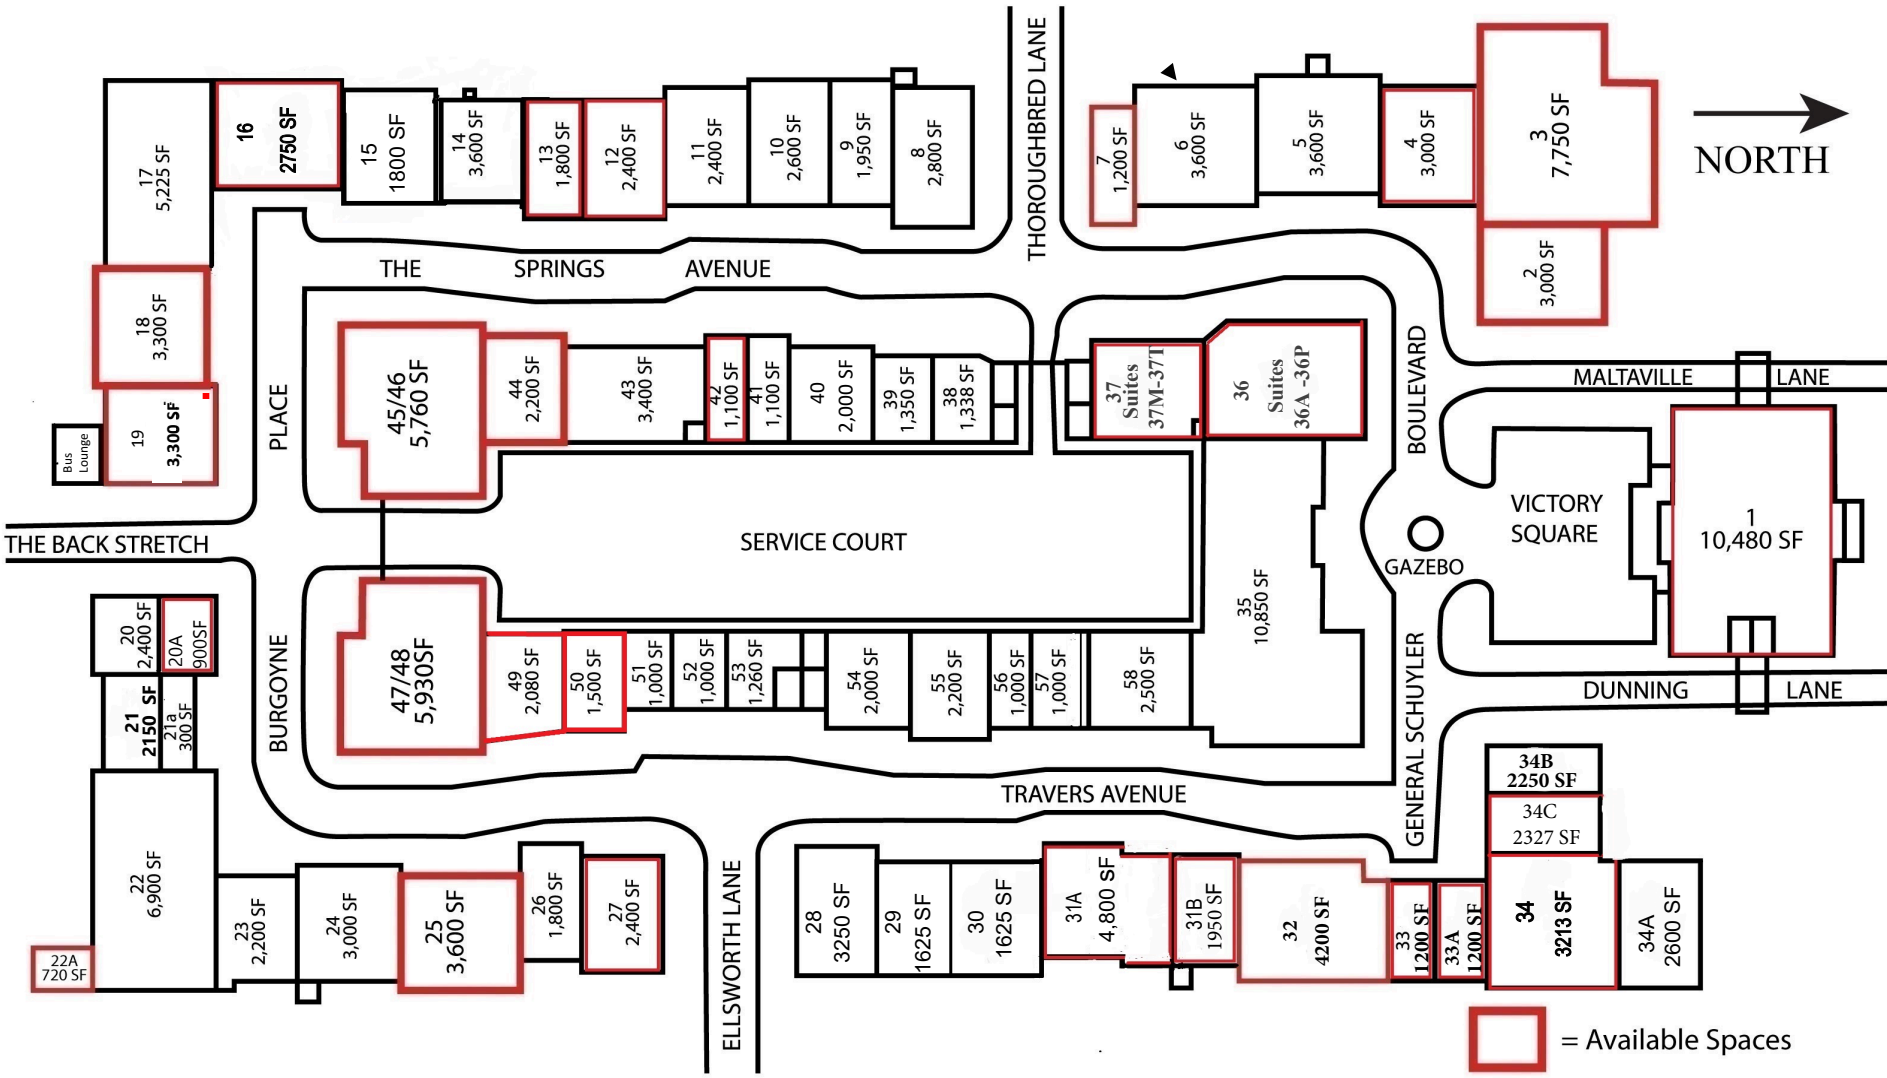 THOROUGHBRED LANE
17
5,225 SF
16
2750 SF
15
1800 SF
14
3,600 SF
13
1,800 SF
12
2,400 SF
11
2,400 SF
10
2,600 SF
9
1,950 SF
8
2,800 SF
7
1,200 SF
6
3,600 SF
5
3,600 SF
4
3,000 SF
3
7,750 SF
2
3,000 SF
NORTH
THE SPRINGS AVENUE
18
3,300 SF
19
3,300 SF
Bus
Lounge
PLACE
45/46
5,760 SF
44
2,200 SF
43
3,400 SF
42
1,100 SF
41
1,100 SF
40
2,000 SF
39
1,350 SF
38
1,338 SF
37
Suites
37M-37T
36
Suites
36A -36P
BOULEVARD
MALTAVILLE LANE
THE BACK STRETCH
SERVICE COURT
35
10,850 SF
GAZEBO
VICTORY
SQUARE
1
10,480 SF
20
2,400 SF
20A
900SF
21
2150 SF
21a
300 SF
BURGOYNE
47/48
5,930SF
49
2,080 SF
50
1,500 SF
51
1,000 SF
52
1,000 SF
53
1,260 SF
54
2,000 SF
55
2,200 SF
56
1,000 SF
57
1,000 SF
58
2,500 SF
GENERAL SCHUYLER
DUNNING LANE
TRAVERS AVENUE
22
6,900 SF
22A
720 SF
23
2,200 SF
24
3,000 SF
25
3,600 SF
26
1,800 SF
27
2,400 SF
ELLSWORTH LANE
28
3250 SF
29
1625 SF
30
1625 SF
31A
4,800 SF
31B
1950 SF
32
4200 SF
33
1200 SF
33A
1200 SF
34B
2250 SF
34C
2327 SF
34
3213 SF
34A
2600 SF
= Available Spaces